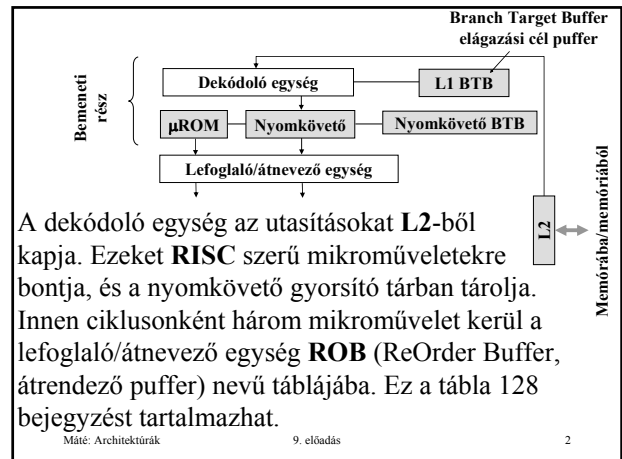 Branch Target Buffer
elágazási cél puffer
Bemeneti
rész
Dekódoló egység
L1 BTB
μROM
Nyomkövető
Nyomkövető BTB
Lefoglaló/átnevező egység
L2
Memórába/memóriából
A dekódoló egység az utasításokat L2-ből
kapja. Ezeket RISC szerű mikroműveletekre
bontja, és a nyomkövető gyorsító tárban tárolja.
Innen ciklusonként három mikroművelet kerül a
lefoglaló/átnevező egység ROB (ReOrder Buffer,
átrendező puffer) nevű táblájába. Ez a tábla 128
bejegyzést tartalmazhat.
Máté: Architektúrák
9. előadás
2